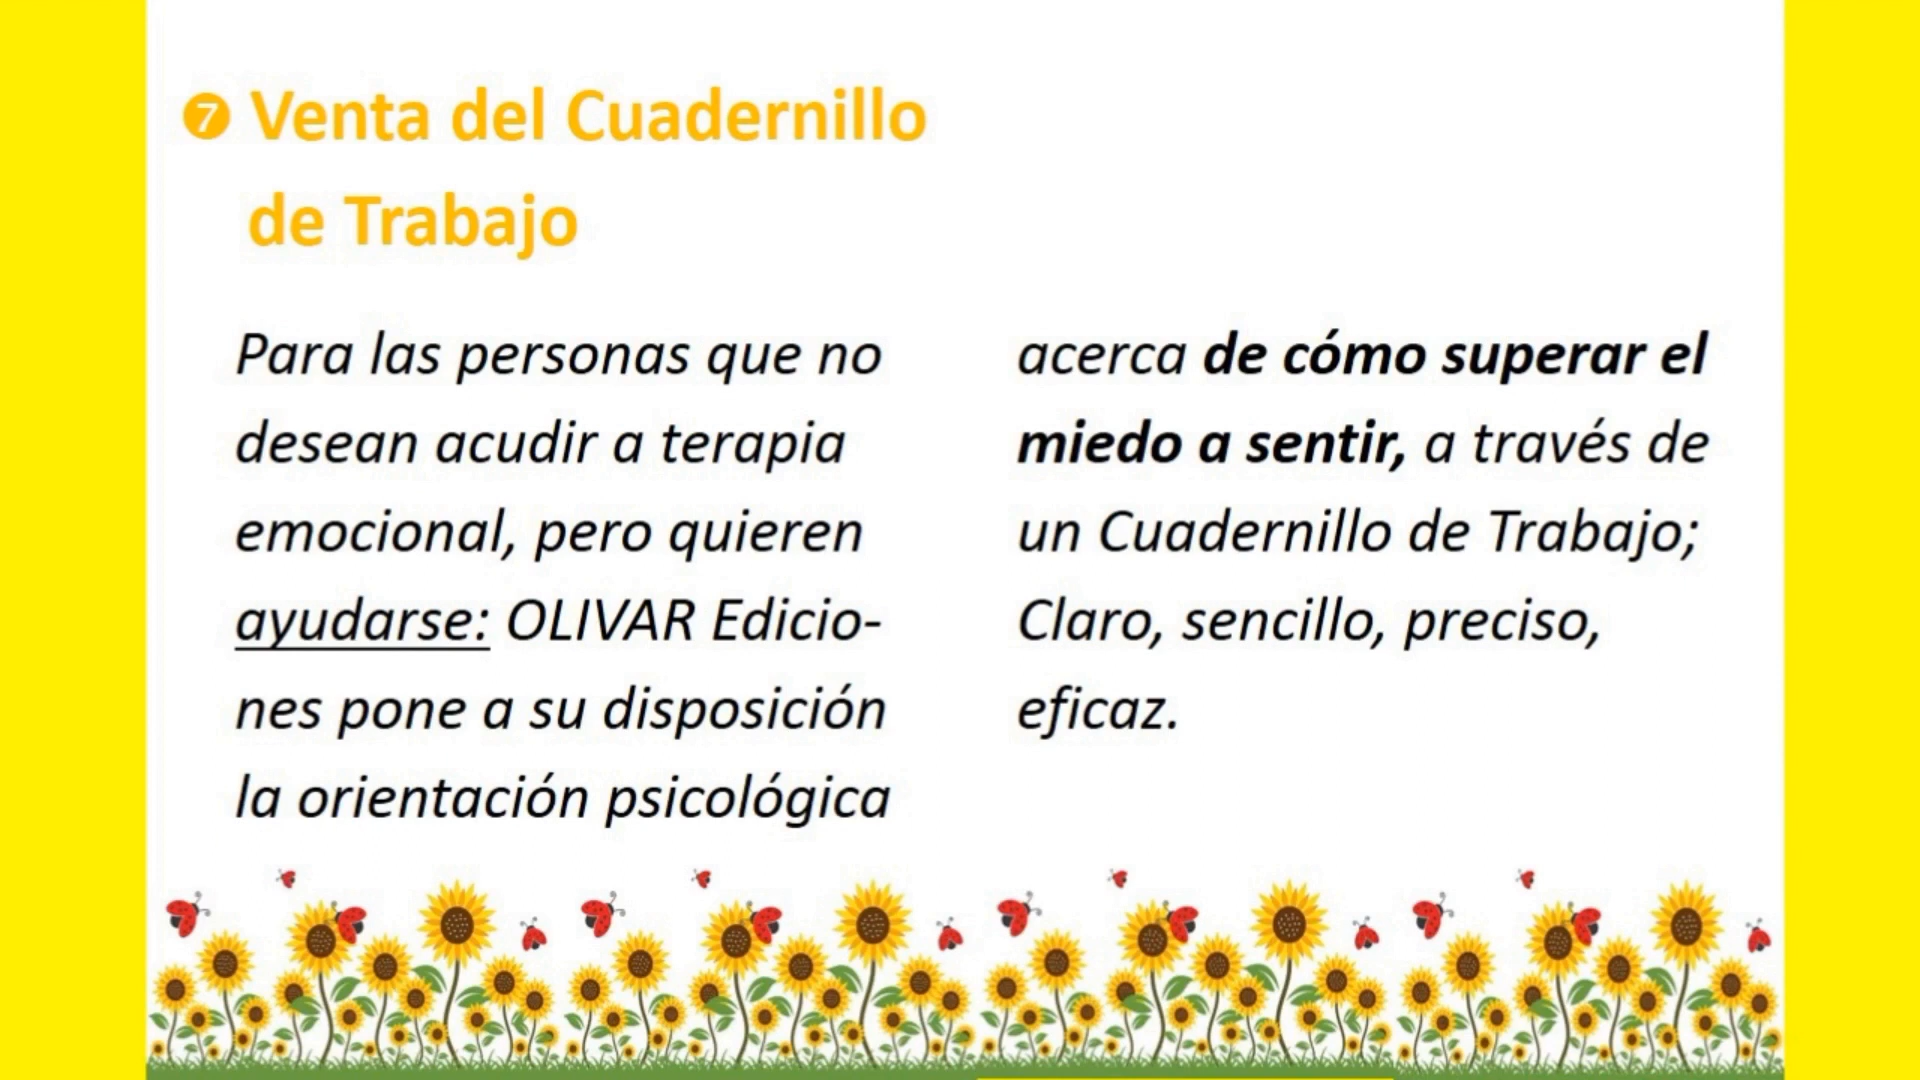 ❼ Venta del Cuadernillo
de Trabajo
Para las personas que no
desean acudir a terapia
emocional, pero quieren
ayudarse: OLIVAR Edicio-
nes pone a su disposición
la orientación psicológica
acerca de cómo superar el
miedo a sentir, a través de
un Cuadernillo de Trabajo;
Claro, sencillo, preciso,
eficaz.